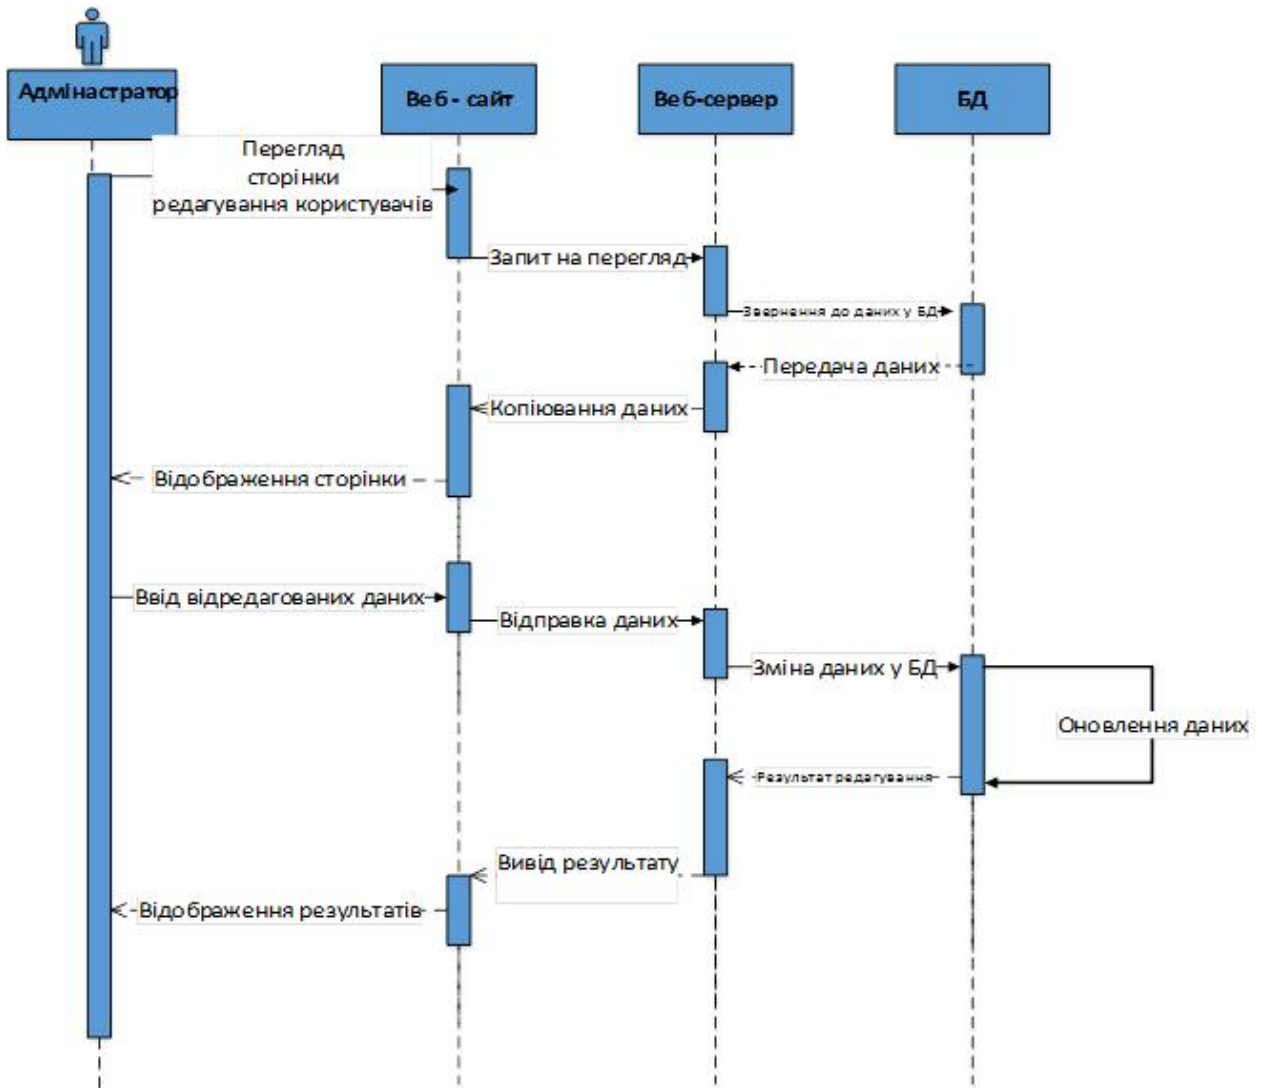 Адмінастратор
Веб - сайт
Веб-сервер
БД
Перегляд
сторінки
редагування користувачів
Запит на перегляд
Звернення до даних у БД
Передача даних
Копіювання даних
Відображення сторінки
Ввід відредагованих даних
Відправка даних
Зміна даних у БД
Оновлення даних
Результат редагування
Вивід результату
Відображення результатів